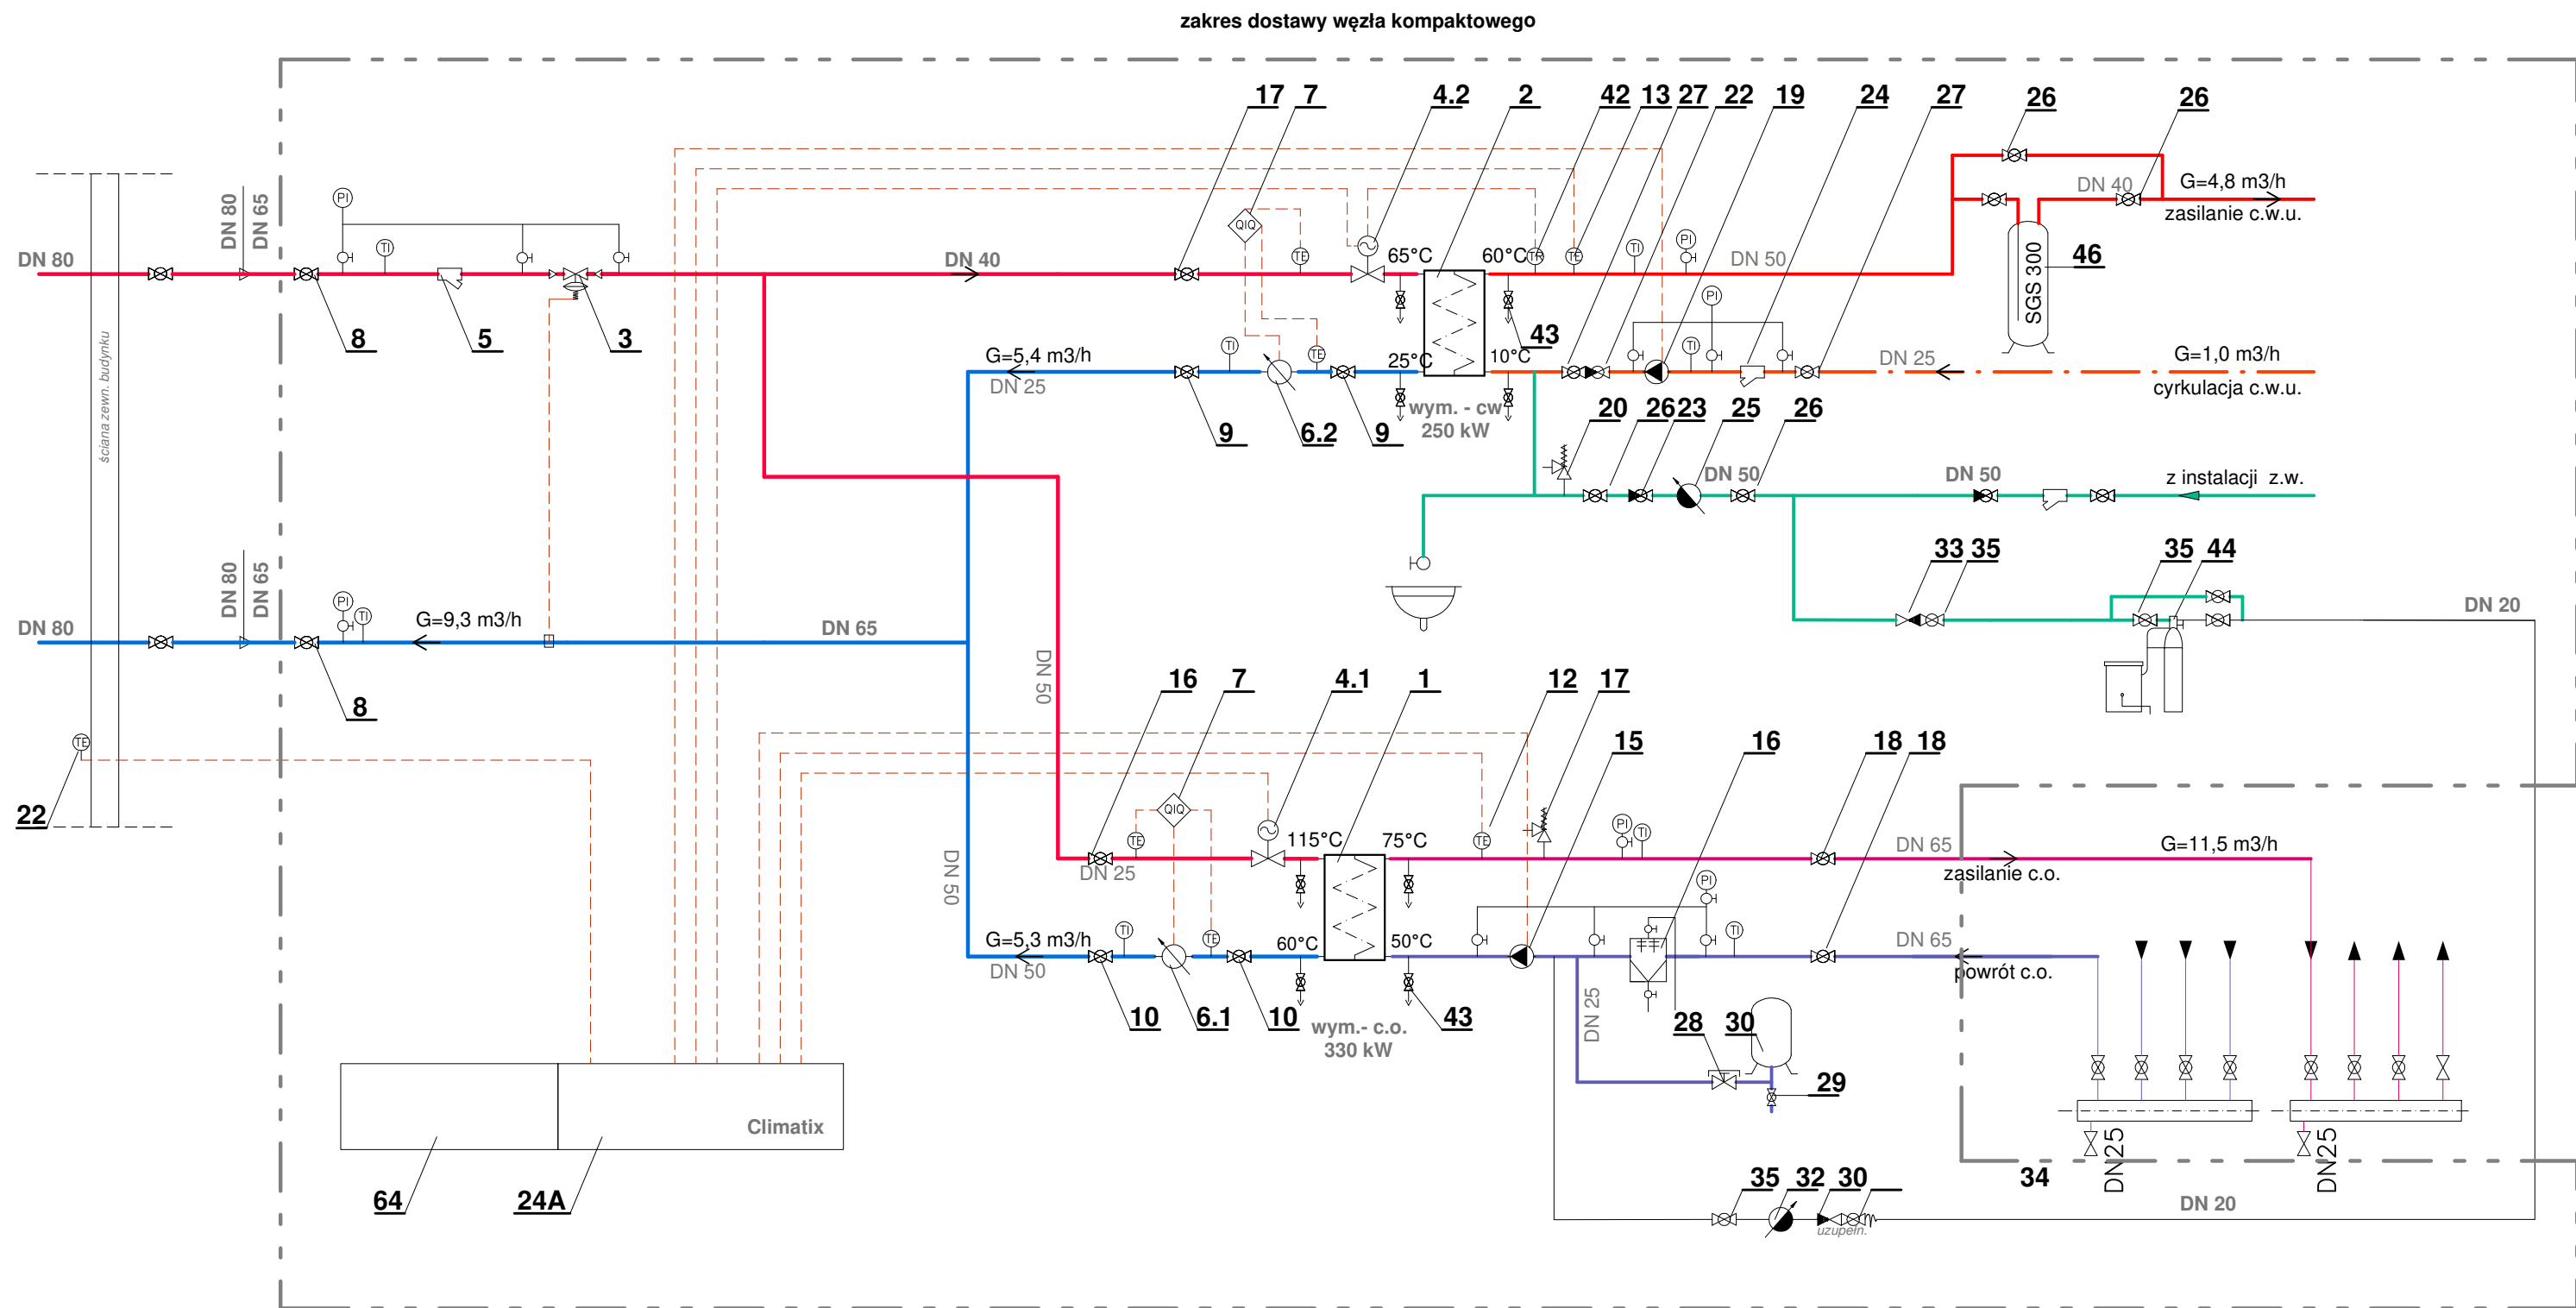 zakres dostawy węzła kompaktowego
17 7 4.2 2 42 13 27 22 19 24 27 26 26
DN 80
DN 65
PI
TI
QIQ
TE
65°C
60°C
TR
TE
TI
PI
DN 50
DN 40
G=4,8 m3/h
zasilanie c.w.u.
DN 80
DN 40
SGS 300
46
ściana zewn. budynku
8
5
3
43
G=5,4 m3/h
DN 25
TI
TE
25°C
10°C
PI
TI
DN 25
G=1,0 m3/h
cyrkulacja c.w.u.
9
6.2
9
wym. - cw
250 kW
20
26
23
25
26
DN 50
DN 50
z instalacji z.w.
DN 80
DN 65
33
35
35
44
DN 20
PI
TI
DN 80
G=9,3 m3/h
DN 65
8
DN 50
16
7
4.1
1
12
17
15
16
18
18
TE
22
QIQ
TE
115°C
75°C
TE
PI
TI
DN 65
G=11,5 m3/h
zasilanie c.o.
DN 25
DN 50
PI
G=5,3 m3/h
DN 50
TI
TE
60°C
50°C
TI
DN 65
powrót c.o.
10
6.1
10
wym.- c.o.
330 kW
43
DN 25
28
30
29
Climatix
64
24A
DN25
DN25
34
35
32
30
uzupełn.
DN 20